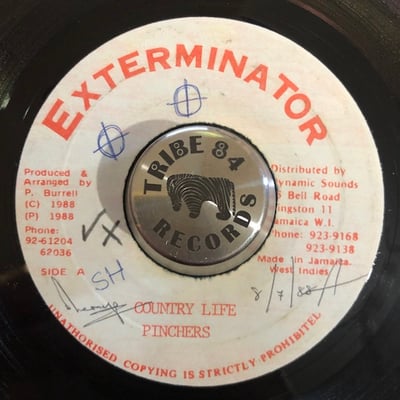 EXTERMINATOR
TRIBE 84
RECORDS
Produced &
Arranged by
P. Burrell
(C) 1988
(P) 1988
Phone:
92-61204
62036
SIDE A
Distributed by
Dynamic Sounds
Bell Road
Kingston 11
Jamaica W.I.
Phone: 923-9168
923-9138
Made in Jamaica
West Indies.
SH
8/7/88
COUNTRY LIFE
PINCHERS
UNAUTHORISED COPYING IS STRICTLY PROHIBITED